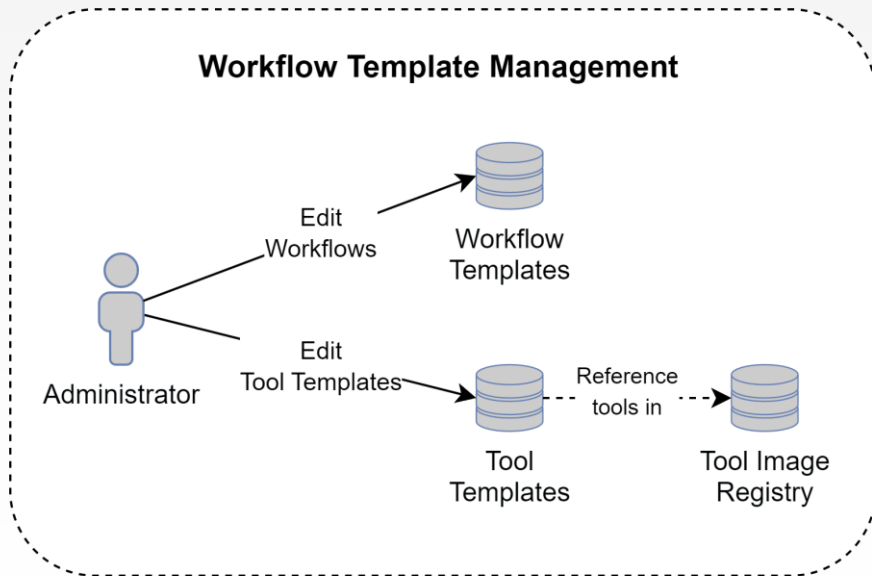 Workflow Template Management
Edit
Workflows
Workflow
Templates
Administrator
Edit
Tool Templates
Reference
tools in
Tool
Templates
Tool Image
Registry